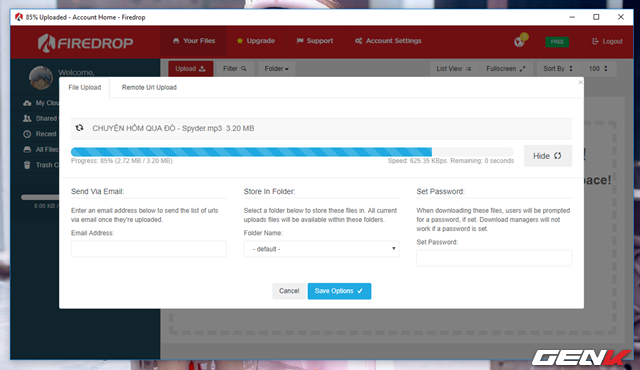 85% Uploaded - Account Home - Firedrop
FIREDROP
Your Files
Upgrade
Support
Account Settings
FREE
Logout
Welcome,
Upload
Filter
Folder
List View
Fullscreen
Sort By
100
My Clou
Shared
Recent
All Files
Trash C
File Upload
Remote Url Upload
CHUYỆN HÔM QUA ĐÓ - Spyder.mp3 3.20 MB
Progress: 85% (2.72 MB / 3.20 MB)
Speed: 625.35 KBps. Remaining: 0 seconds
Hide
Send Via Email:
Enter an email address below to send the list of urls
via email once they're uploaded.
Email Address:
Store In Folder:
Select a folder below to store these files in. All current
uploads files will be available within these folders.
Folder Name:
- default -
Set Password:
When downloading these files, users will be prompted
for a password, if set. Download managers will not
work if a password is set.
Set Password:
Cancel
Save Options
GENK